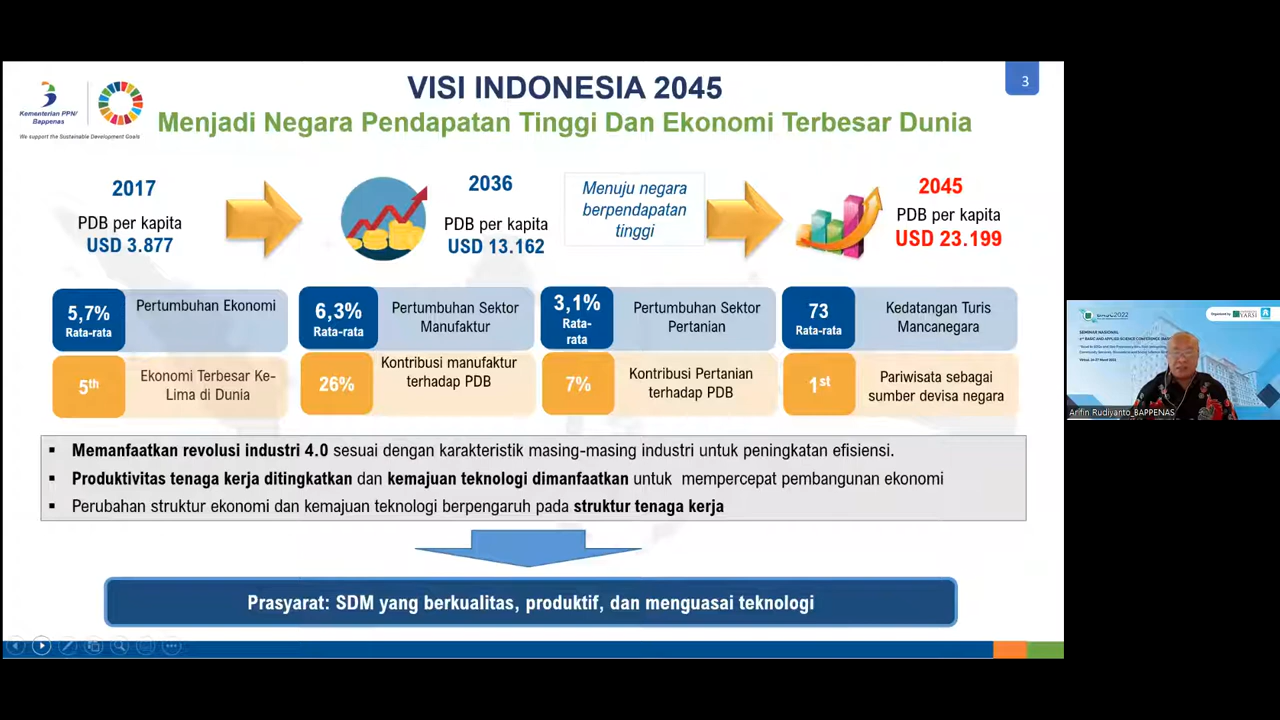 VISI INDONESIA 2045
3
Kementerian PPN/
Bappenas
We support the Sustainable Development Goals
Menjadi Negara Pendapatan Tinggi Dan Ekonomi Terbesar Dunia
2017
PDB per kapita
USD 3.877
2036
PDB per kapita
USD 13.162
Menuju negara
berpendapatan
tinggi
2045
PDB per kapita
USD 23.199
5,7%
Rata-rata
Pertumbuhan Ekonomi
6,3%
Rata-rata
Pertumbuhan Sektor
Manufaktur
3,1%
Rata-
rata
Pertumbuhan Sektor
Pertanian
73
Rata-rata
Kedatangan Turis
Mancanegara
5th
Ekonomi Terbesar Ke-
Lima di Dunia
26%
Kontribusi manufaktur
terhadap PDB
7%
Kontribusi Pertanian
terhadap PDB
1st
Pariwisata sebagai
sumber devisa negara
▪ Memanfaatkan revolusi industri 4.0 sesuai dengan karakteristik masing-masing industri untuk peningkatan efisiensi.
▪ Produktivitas tenaga kerja ditingkatkan dan kemajuan teknologi dimanfaatkan untuk mempercepat pembangunan ekonomi
▪ Perubahan struktur ekonomi dan kemajuan teknologi berpengaruh pada struktur tenaga kerja
Prasyarat: SDM yang berkualitas, produktif, dan menguasai teknologi
SEMINAR NASIONAL
YARSI
Arifin Rudiyanto_BAPPENAS